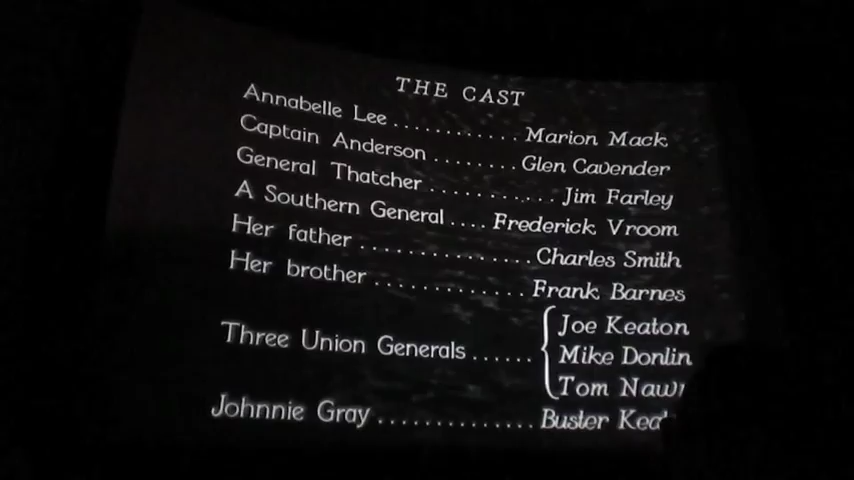 THE CAST
Annabelle Lee ............ Marion Mack
Captain Anderson ........ Glen Cavender
General Thatcher ............ Jim Farley
A Southern General .... Frederick Vroom
Her father ................ Charles Smith
Her brother .............. Frank Barnes
Three Union Generals ...... { Joe Keaton
Mike Donlin
Tom
Johnnie Gray .............. Buster